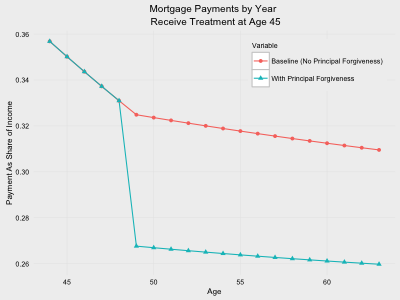 Mortgage Payments by Year
Receive Treatment at Age 45
Variable
Baseline (No Principal Forgiveness)
With Principal Forgiveness
Payment As Share of Income
0.36
0.34
0.32
0.30
0.28
0.26
45
50
55
60
Age